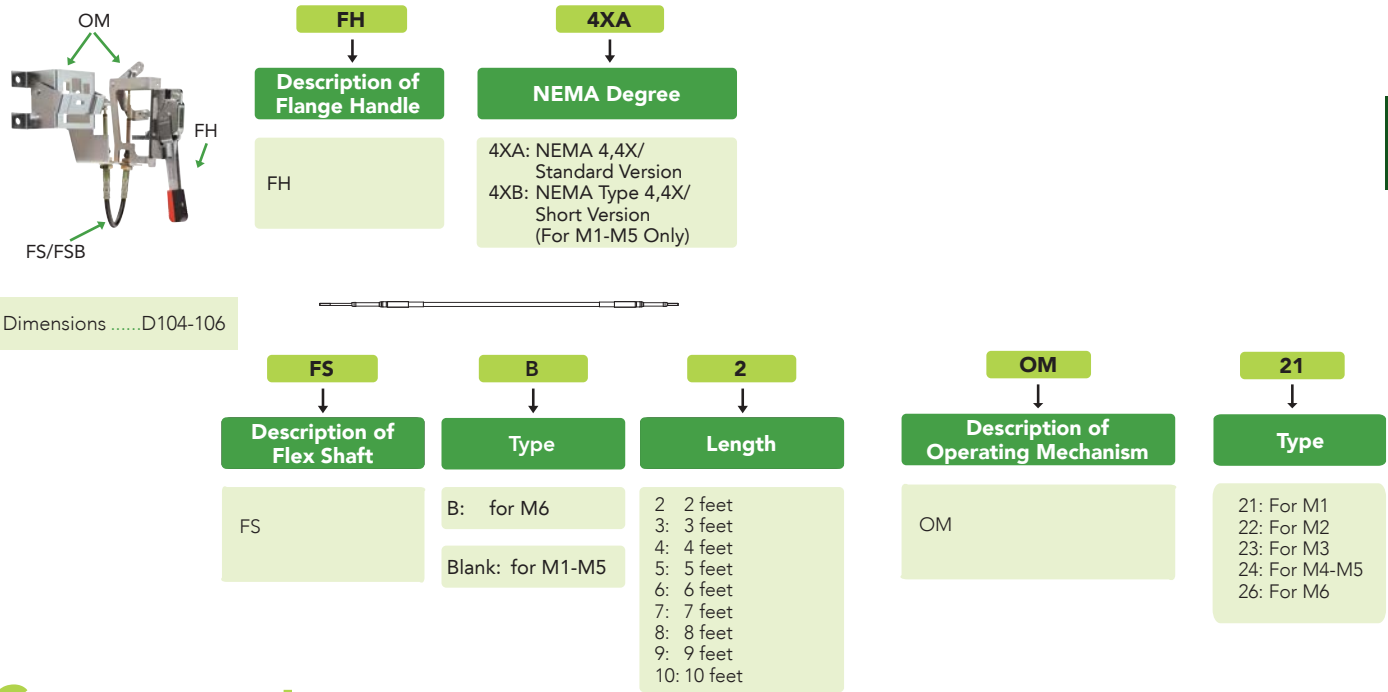 OM
FH
FS/FSB
Dimensions ......D104-106
FH
Description of
Flange Handle
FH
4XA
NEMA Degree
4XA: NEMA 4,4X/
Standard Version
4XB: NEMA Type 4,4X/
Short Version
(For M1-M5 Only)
FS
Description of
Flex Shaft
FS
B
Type
B: for M6
Blank: for M1-M5
2
Length
2 2 feet
3: 3 feet
4: 4 feet
5: 5 feet
6: 6 feet
7: 7 feet
8: 8 feet
9: 9 feet
10: 10 feet
OM
Description of
Operating Mechanism
OM
21
Type
21: For M1
22: For M2
23: For M3
24: For M4-M5
26: For M6